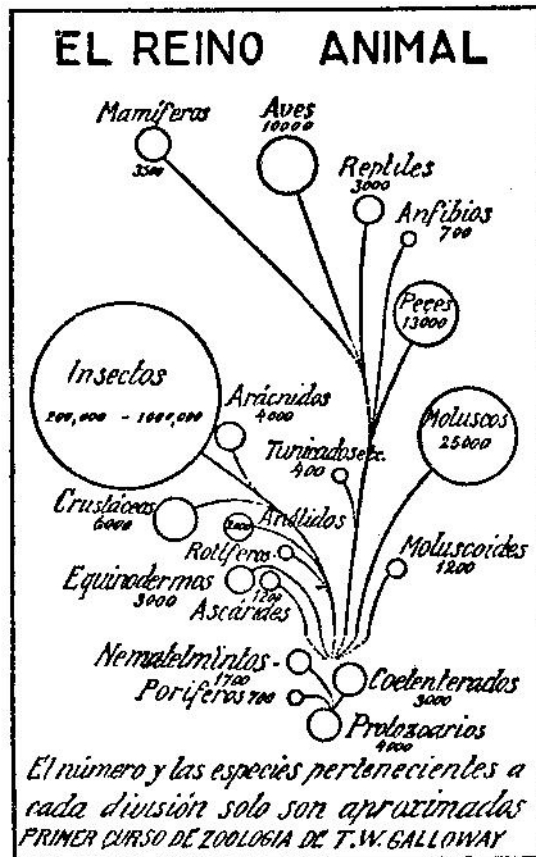 EL REINO ANIMAL
Mamíferos
3500
Aves
10000
Reptiles
3000
Anfibios
700
Peces
13000
Insectos
200,000 - 1000,000
Arácnidos
4000
Moluscos
25000
Tunicados etc.
400
Crustáceos
6000
Anélidos
Rotíferos
Moluscoides
1200
Equinodermos
3000
1200
Ascárides
Nematelmintos -
1700
Poríferos 700
Coelenterados
3000
Protozoarios
4000
El número y las especies pertenecientes a
cada división solo son aproximados
PRIMER CURSO DE ZOOLOGIA DE T.W. GALLOWAY